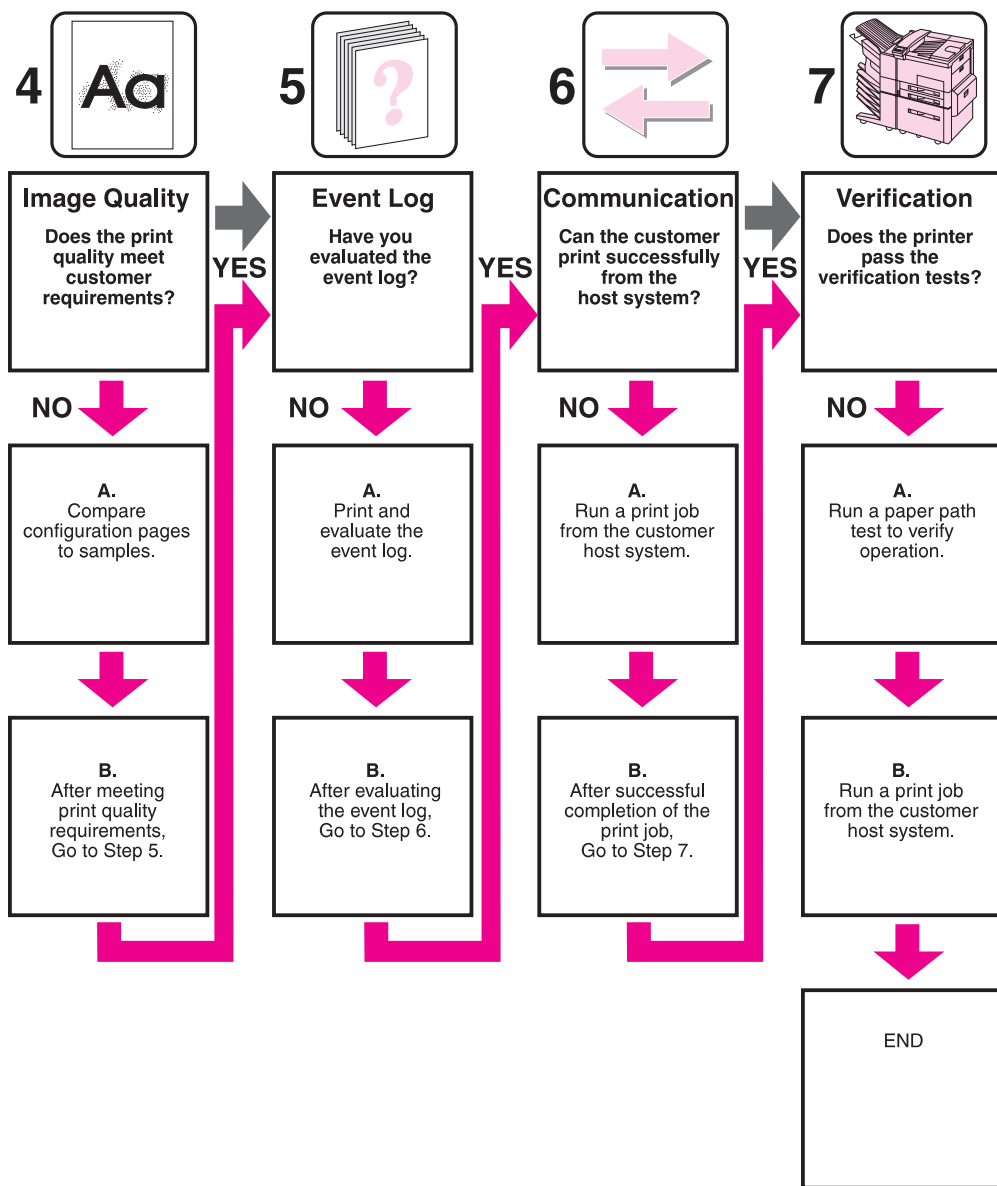 4
Aa
5
?
6
7
Image Quality
Does the print
quality meet
customer
requirements?
YES
NO
A.
Compare
configuration pages
to samples.
B.
After meeting
print quality
requirements,
Go to Step 5.
Event Log
Have you
evaluated the
event log?
YES
NO
A.
Print and
evaluate the
event log.
B.
After evaluating
the event log,
Go to Step 6.
Communication
Can the customer
print successfully
from the
host system?
YES
NO
A.
Run a print job
from the customer
host system.
B.
After successful
completion of the
print job,
Go to Step 7.
Verification
Does the printer
pass the
verification tests?
NO
A.
Run a paper path
test to verify
operation.
B.
Run a print job
from the customer
host system.
END